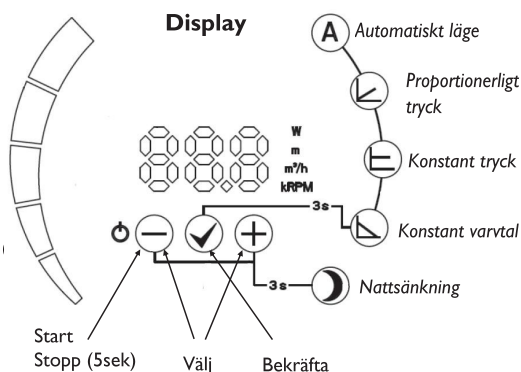 Display
A
Automatiskt läge
Proportionerligt
tryck
W
m
m³/h
kRPM
Konstant tryck
3s
Konstant varvtal
3s
Nattsänkning
Start
Stopp (5sek)
Välj
Bekräfta